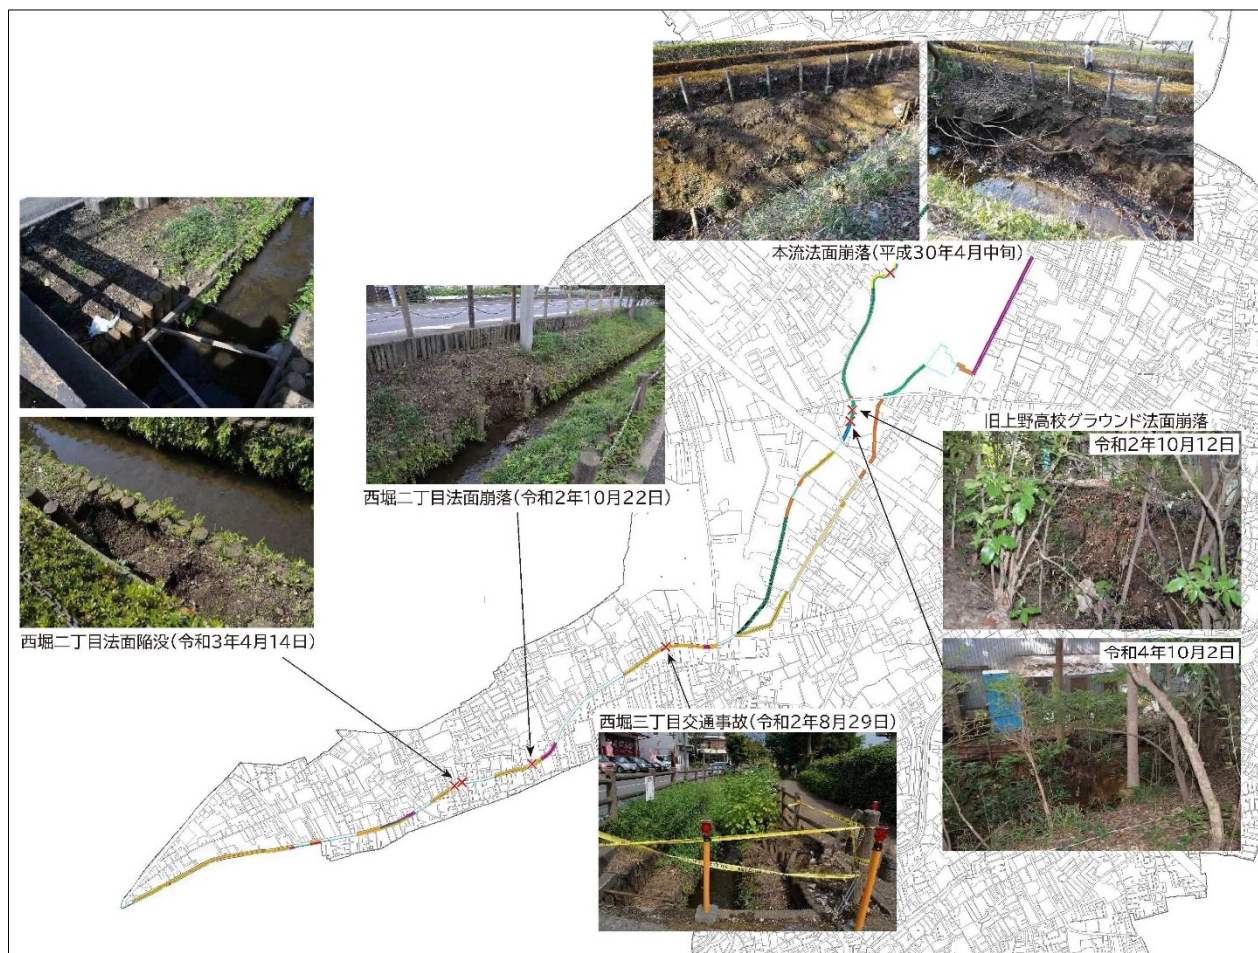 本流法面崩落(平成30年4月中旬)
西堀二丁目法面崩落(令和2年10月22日)
旧上野高校グラウンド法面崩落
令和2年10月12日
西堀二丁目法面陥没(令和3年4月14日)
令和4年10月2日
西堀三丁目交通事故(令和2年8月29日)